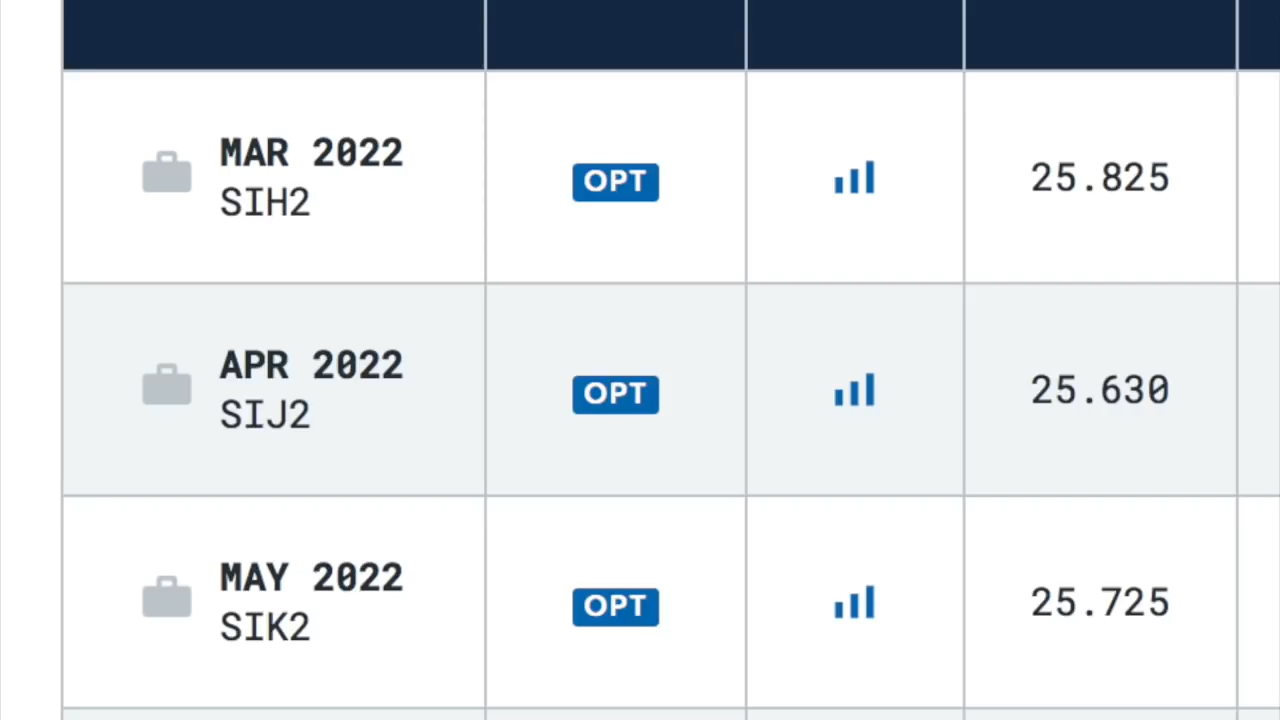 MAR 2022
SIH2
OPT
25.825
APR 2022
SIJ2
OPT
25.630
MAY 2022
SIK2
OPT
25.725